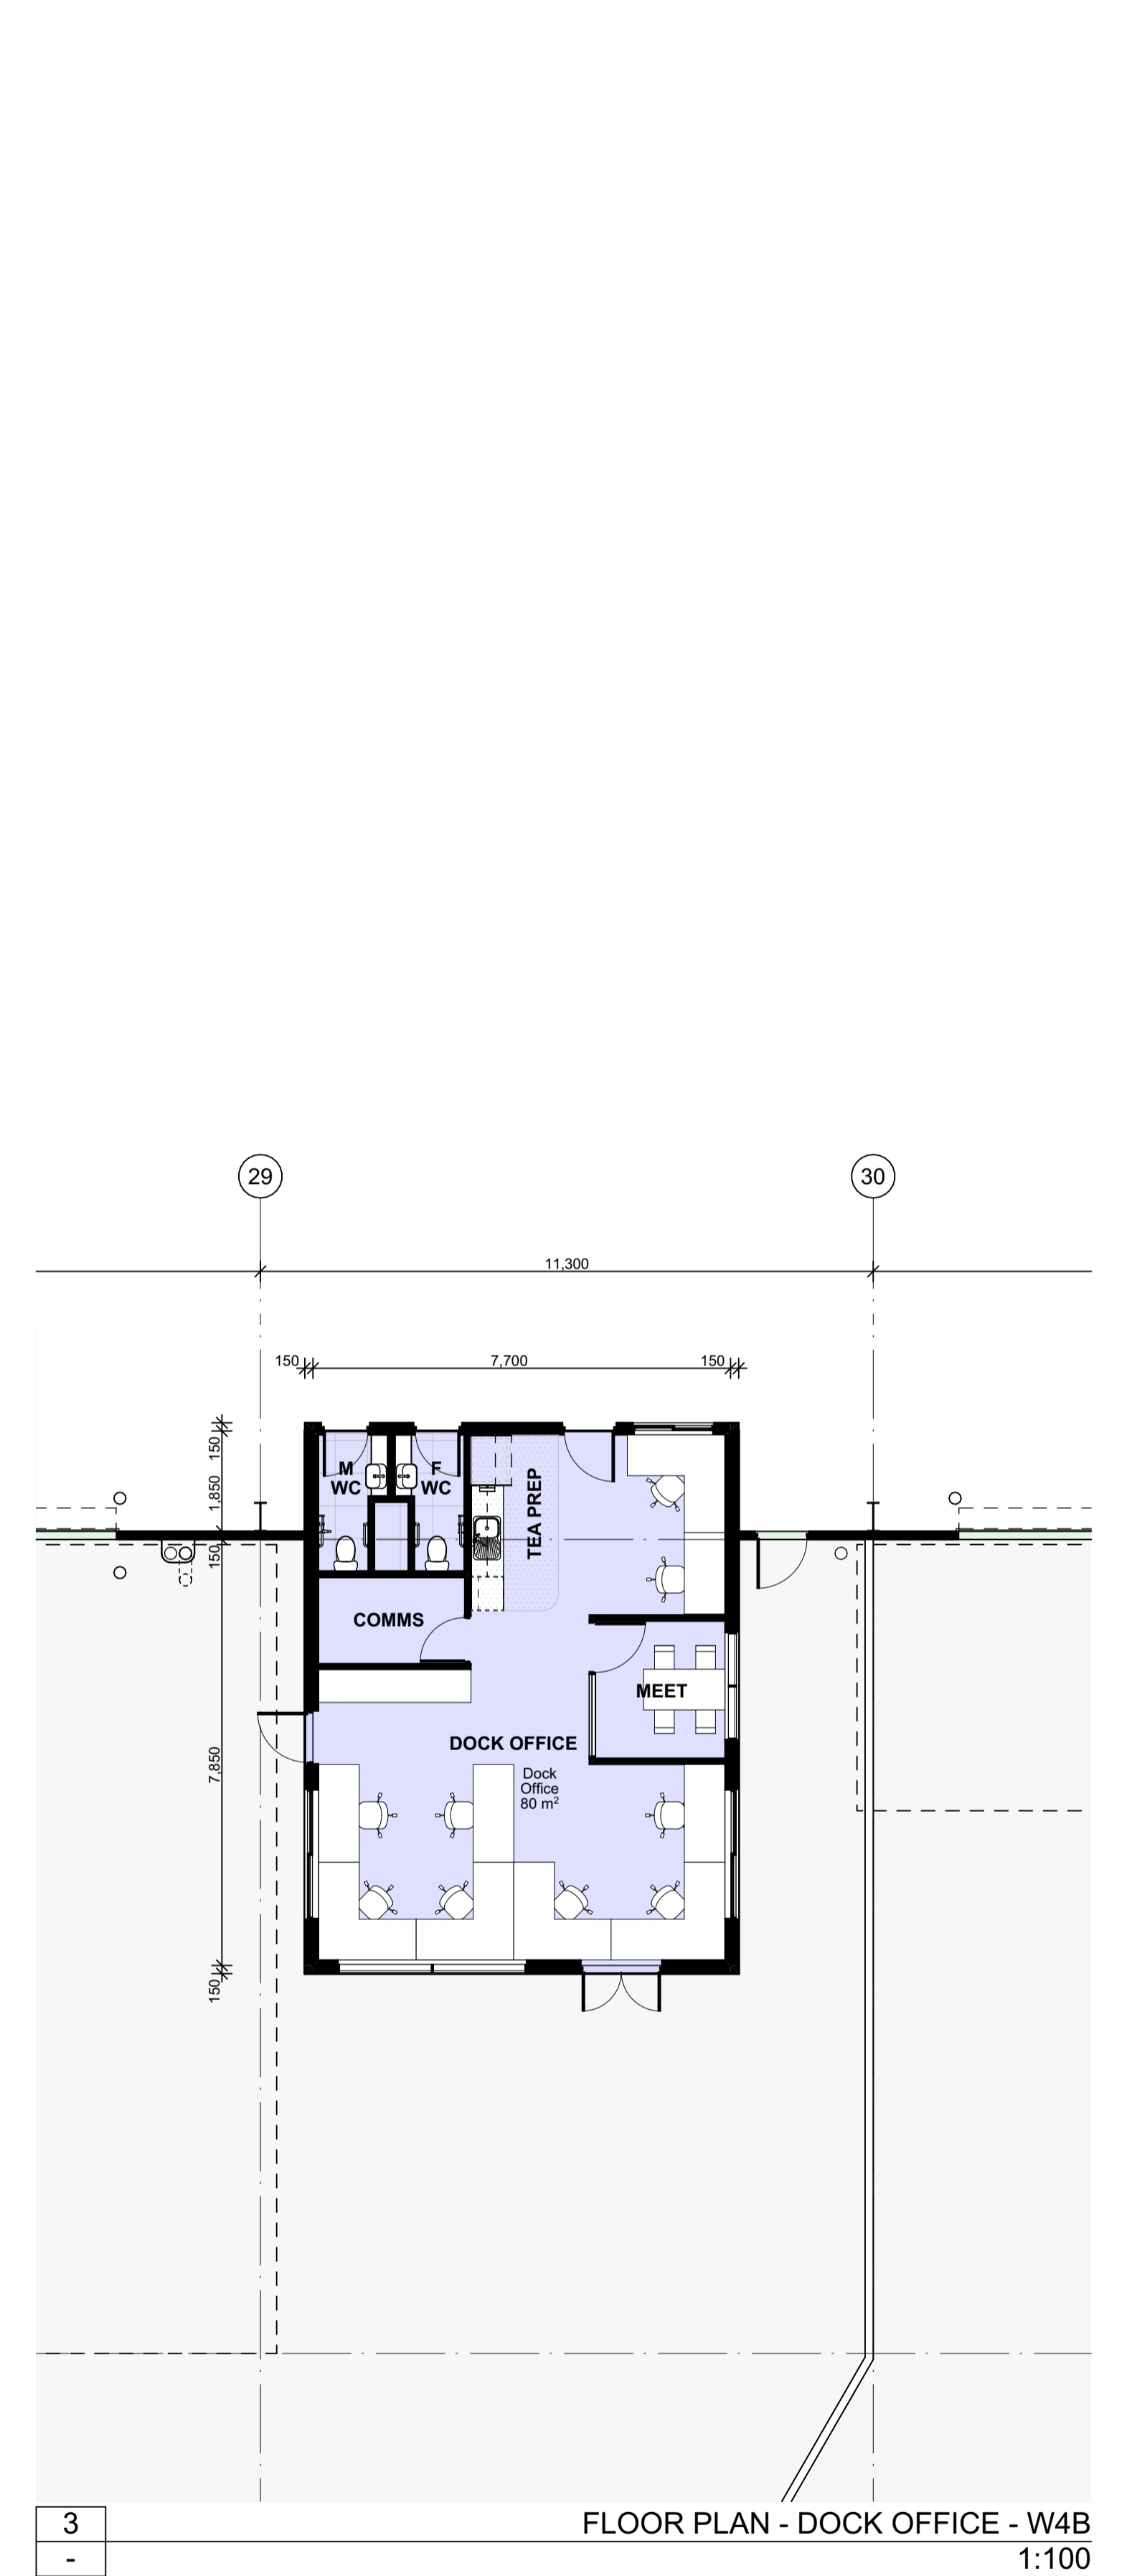 29
30
11,300
150
7,700
150
150
1,850
150
7,850
150
M
WC
F
WC
TEA PREP
COMMS
MEET
DOCK OFFICE
Dock
Office
80 m²
3
FLOOR PLAN - DOCK OFFICE - W4B
-
1:100